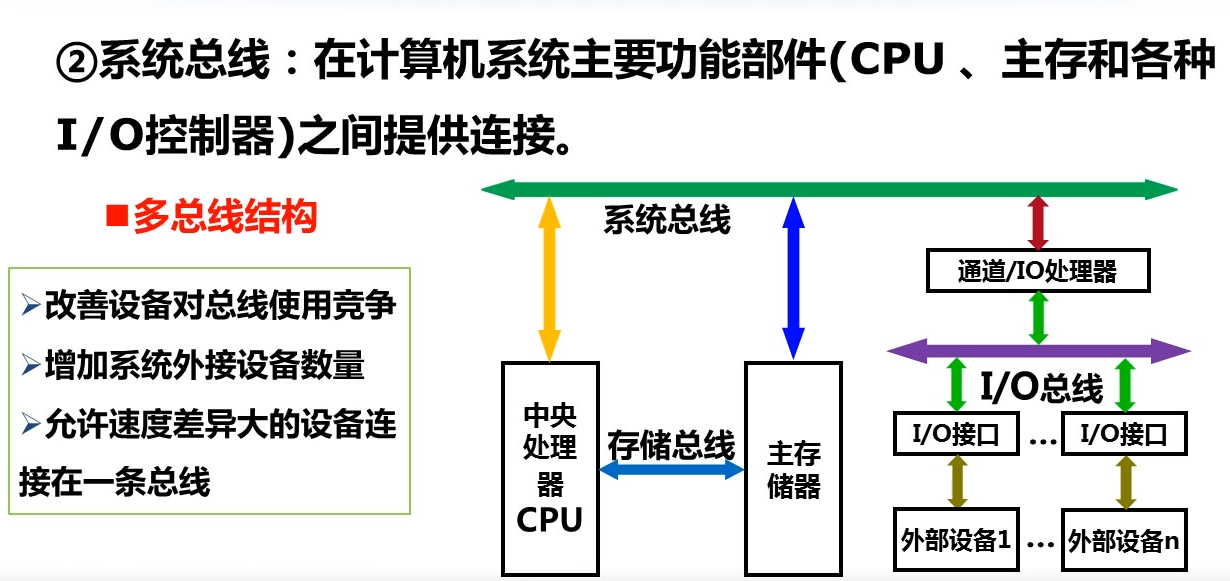 ②系统总线：在计算机系统主要功能部件(CPU 、主存和各种
I/O控制器)之间提供连接。
■多总线结构
➢改善设备对总线使用竞争
➢增加系统外接设备数量
➢允许速度差异大的设备连
接在一条总线
系统总线
通道/IO处理器
I/O总线
I/O接口
…
I/O接口
中央
处理
器
CPU
存储总线
主存
储器
外部设备1
…
外部设备n